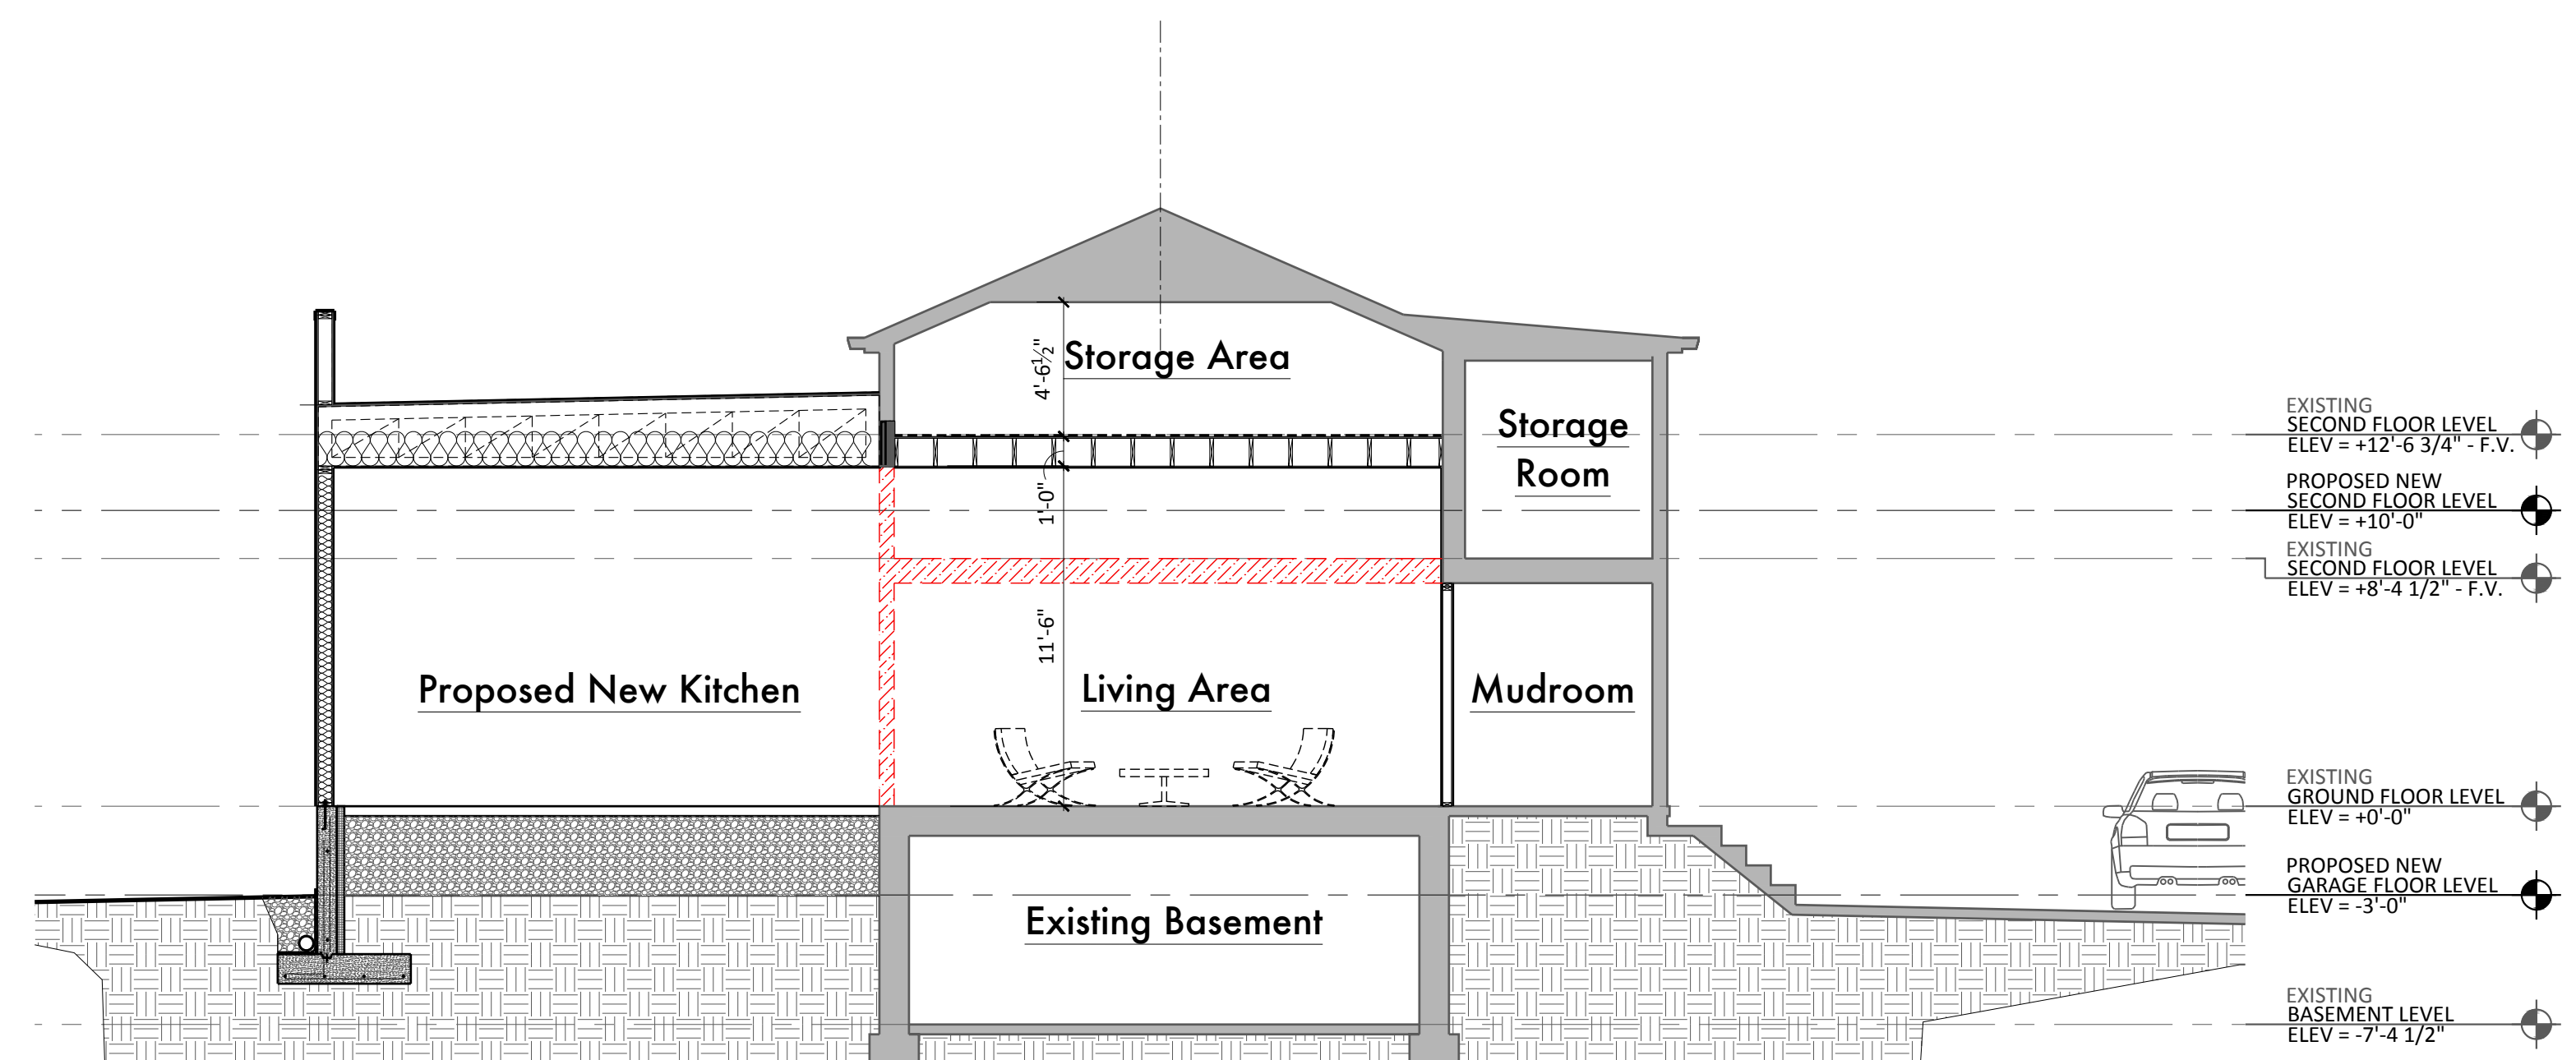 4'-6½"
Storage Area
Storage
Room
EXISTING
SECOND FLOOR LEVEL
ELEV = +12'-6 3/4" - F.V.
PROPOSED NEW
SECOND FLOOR LEVEL
ELEV = +10'-0"
1'-0"
EXISTING
SECOND FLOOR LEVEL
ELEV = +8'-4 1/2" - F.V.
11'-6"
Proposed New Kitchen
Living Area
Mudroom
EXISTING
GROUND FLOOR LEVEL
ELEV = +0'-0"
PROPOSED NEW
GARAGE FLOOR LEVEL
ELEV = -3'-0"
Existing Basement
EXISTING
BASEMENT LEVEL
ELEV = -7'-4 1/2"